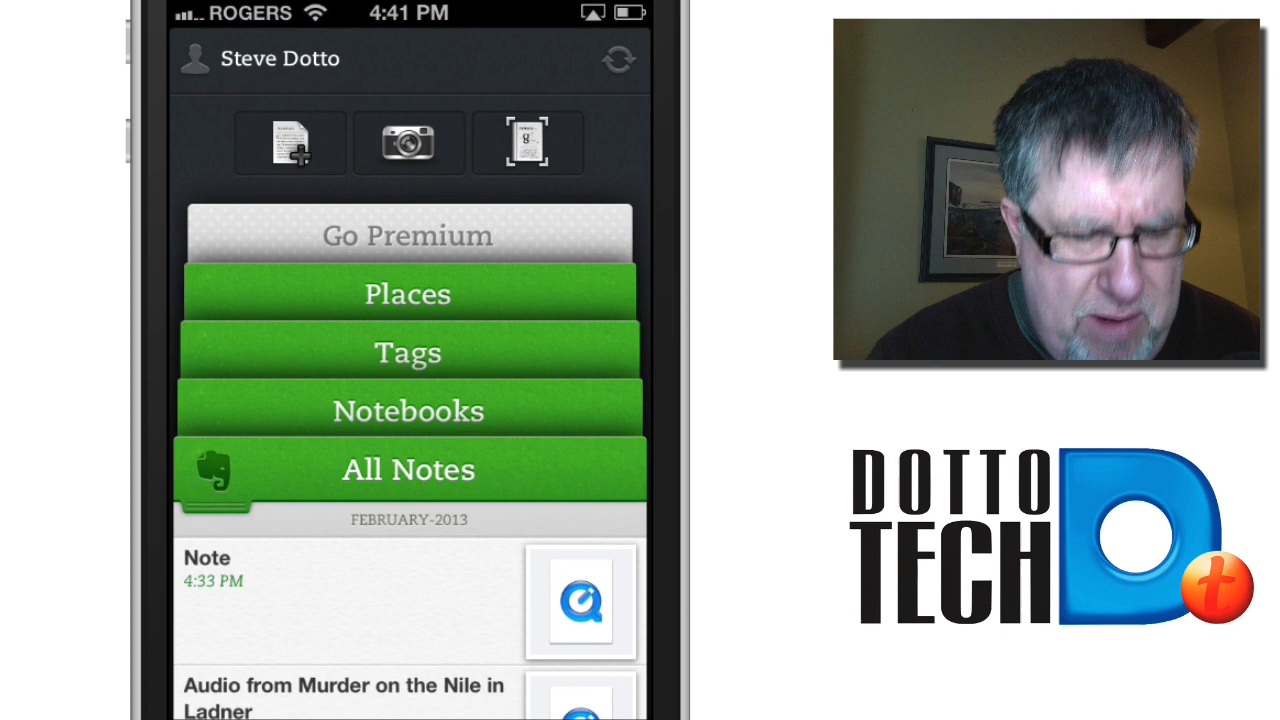 ROGERS 4:41 PM
Steve Dotto
Go Premium
Places
Tags
Notebooks
All Notes
FEBRUARY-2013
Note
4:33 PM
Audio from Murder on the Nile in
Ladner
DOTTO
TECH
D
t